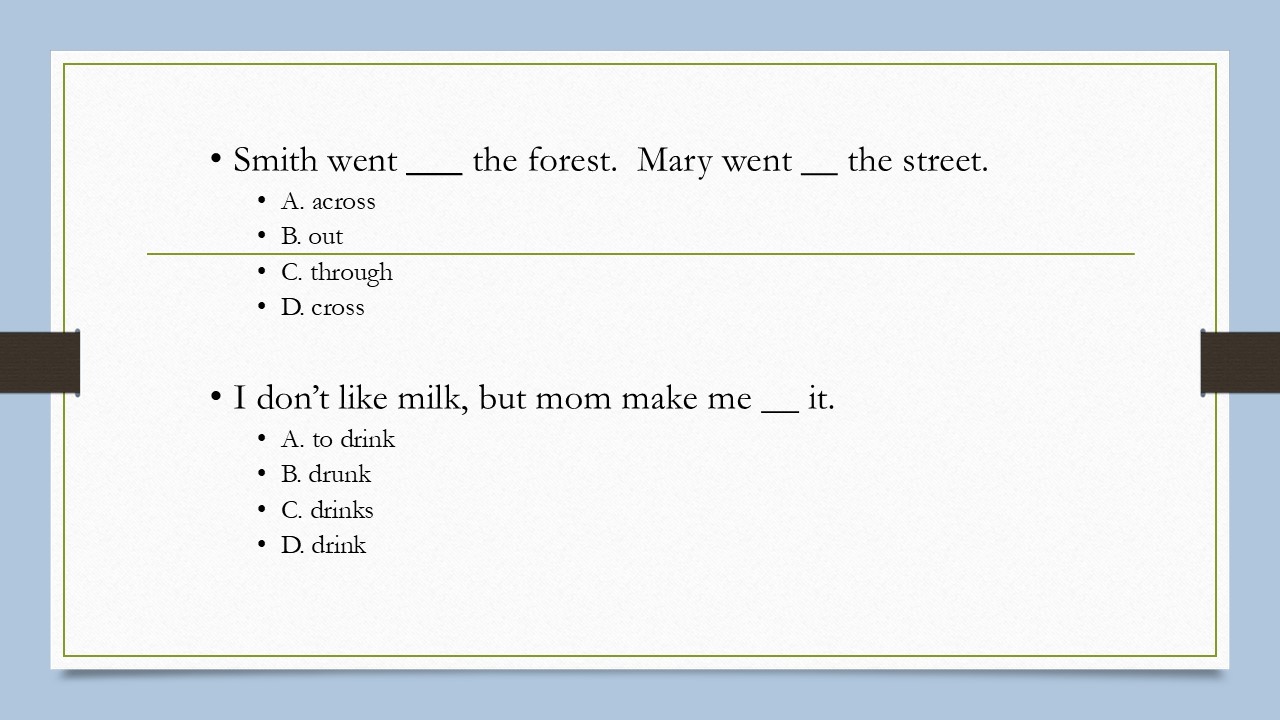 • Smith went ___ the forest.  Mary went __ the street.
• A. across
• B. out
• C. through
• D. cross
• I don’t like milk, but mom make me __ it.
• A. to drink
• B. drunk
• C. drinks
• D. drink